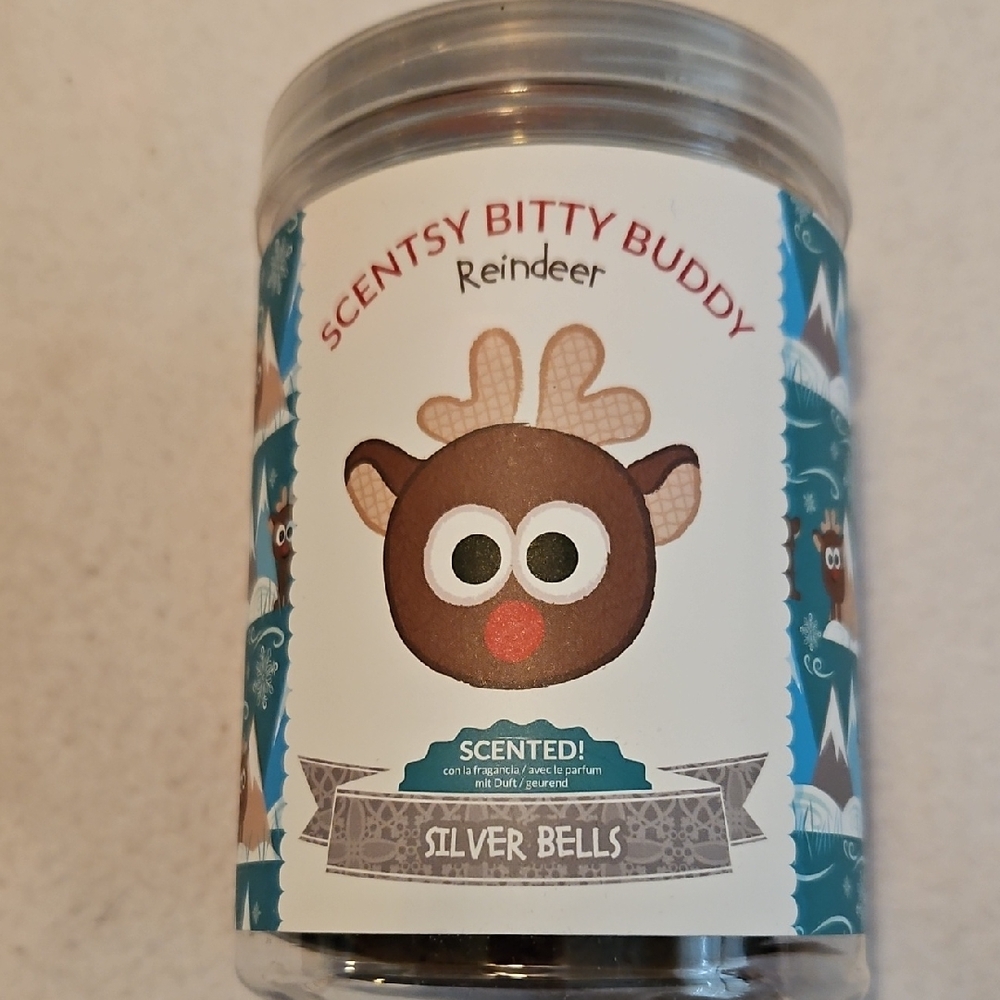 SCENTSY BITTY BUDDY
Reindeer
SCENTED!
con la fragancia / avec le parfum
mit Duft / geurend
SILVER BELLS